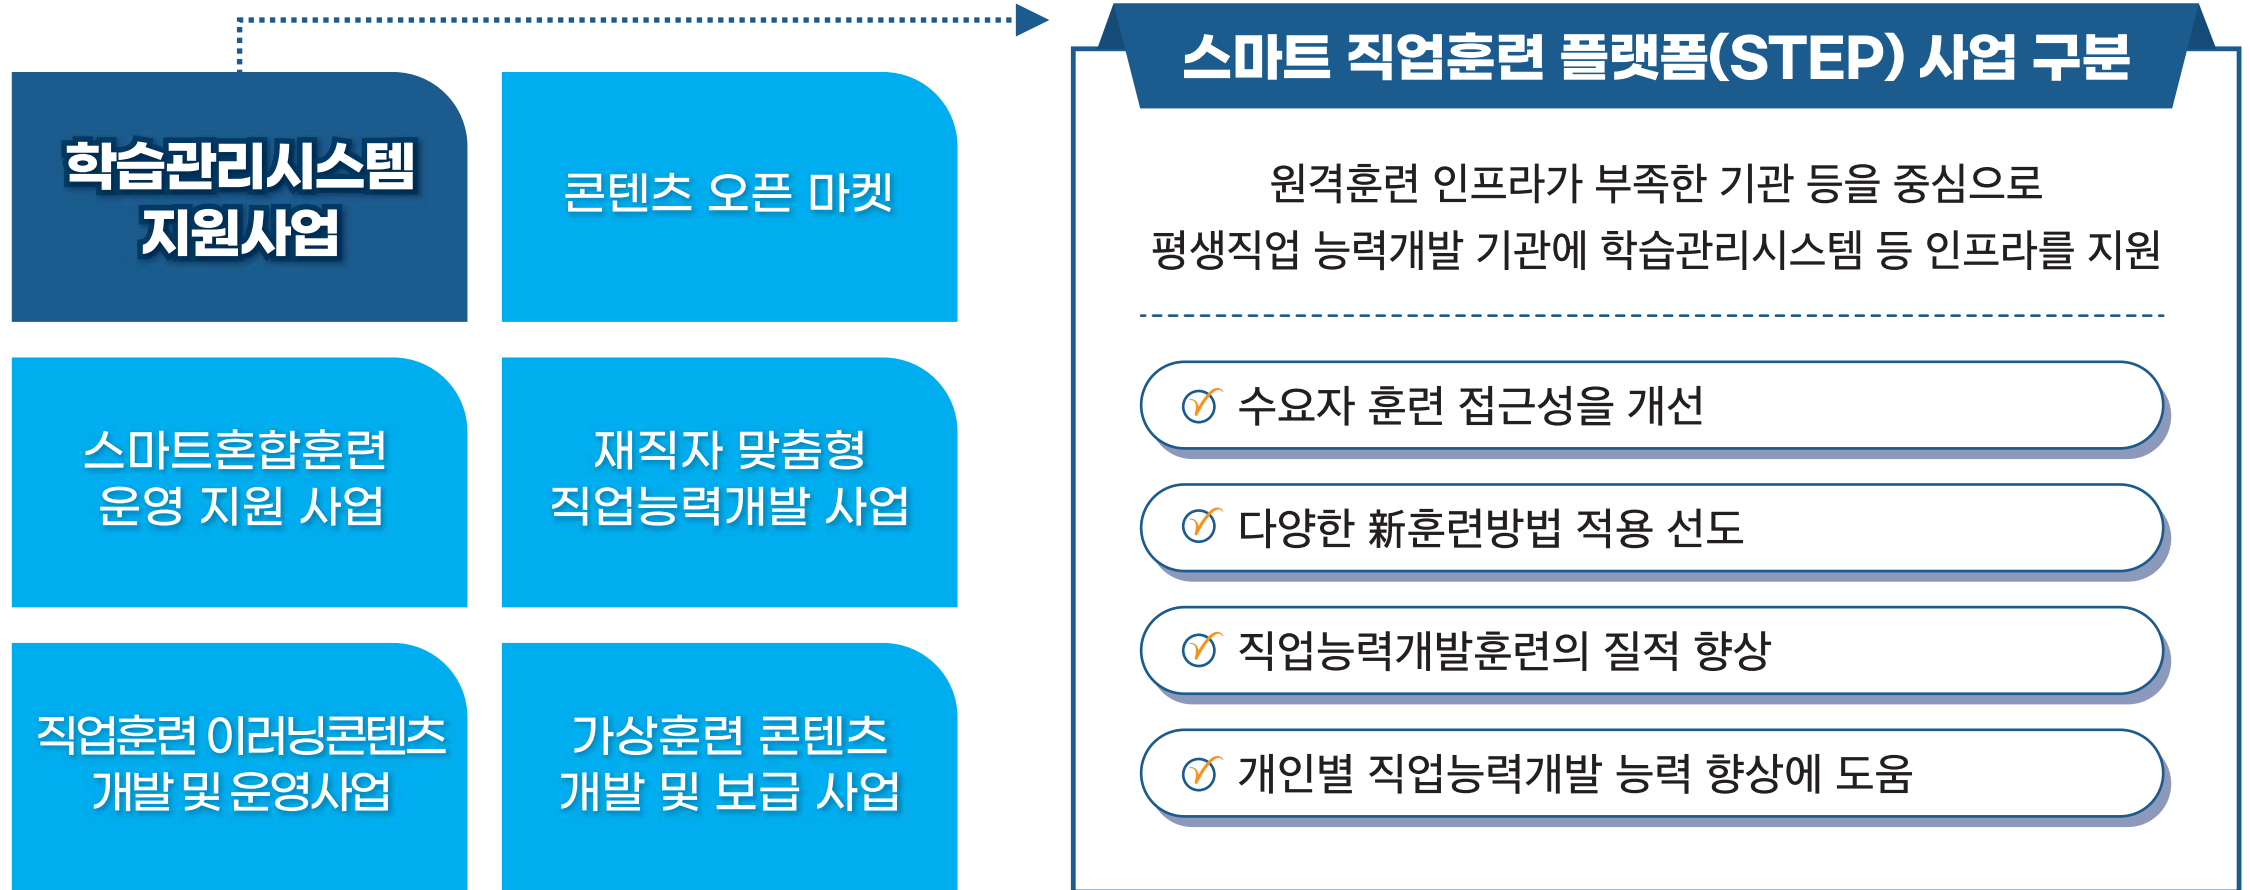 학습관리시스템
지원사업
콘텐츠 오픈 마켓
스마트혼합훈련
운영 지원 사업
재직자 맞춤형
직업능력개발 사업
직업훈련 이러닝콘텐츠
개발 및 운영사업
가상훈련 콘텐츠
개발 및 보급 사업
스마트 직업훈련 플랫폼(STEP) 사업 구분
원격훈련 인프라가 부족한 기관 등을 중심으로
평생직업 능력개발 기관에 학습관리시스템 등 인프라를 지원
수요자 훈련 접근성을 개선
다양한 新훈련방법 적용 선도
직업능력개발훈련의 질적 향상
개인별 직업능력개발 능력 향상에 도움